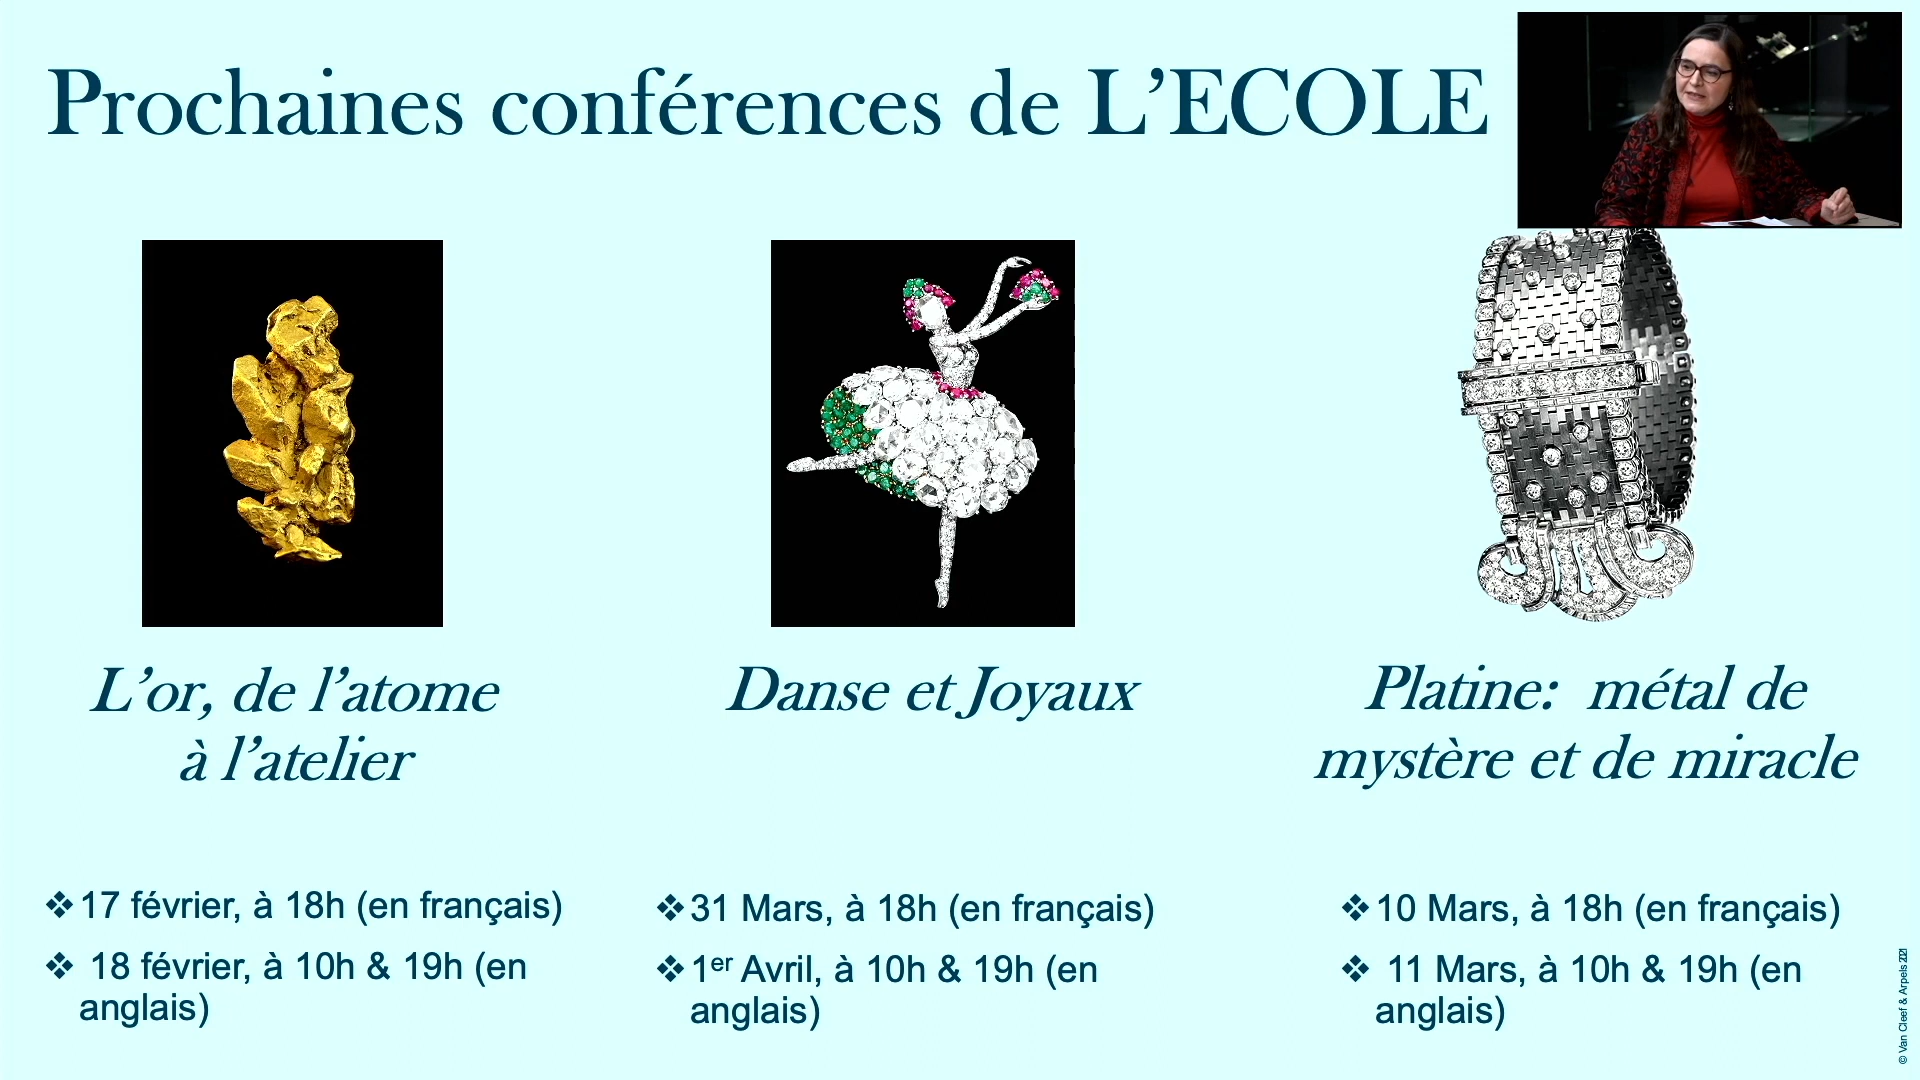 Prochaines conférences de L'ECOLE
L'or, de l'atome
à l'atelier
❖ 17 février, à 18h (en français)
❖ 18 février, à 10h & 19h (en
anglais)
Danse et Joyaux
❖ 31 Mars, à 18h (en français)
❖ 1er Avril, à 10h & 19h (en
anglais)
Platine: métal de
mystère et de miracle
❖ 10 Mars, à 18h (en français)
❖ 11 Mars, à 10h & 19h (en
anglais)
© Van Cleef & Arpels